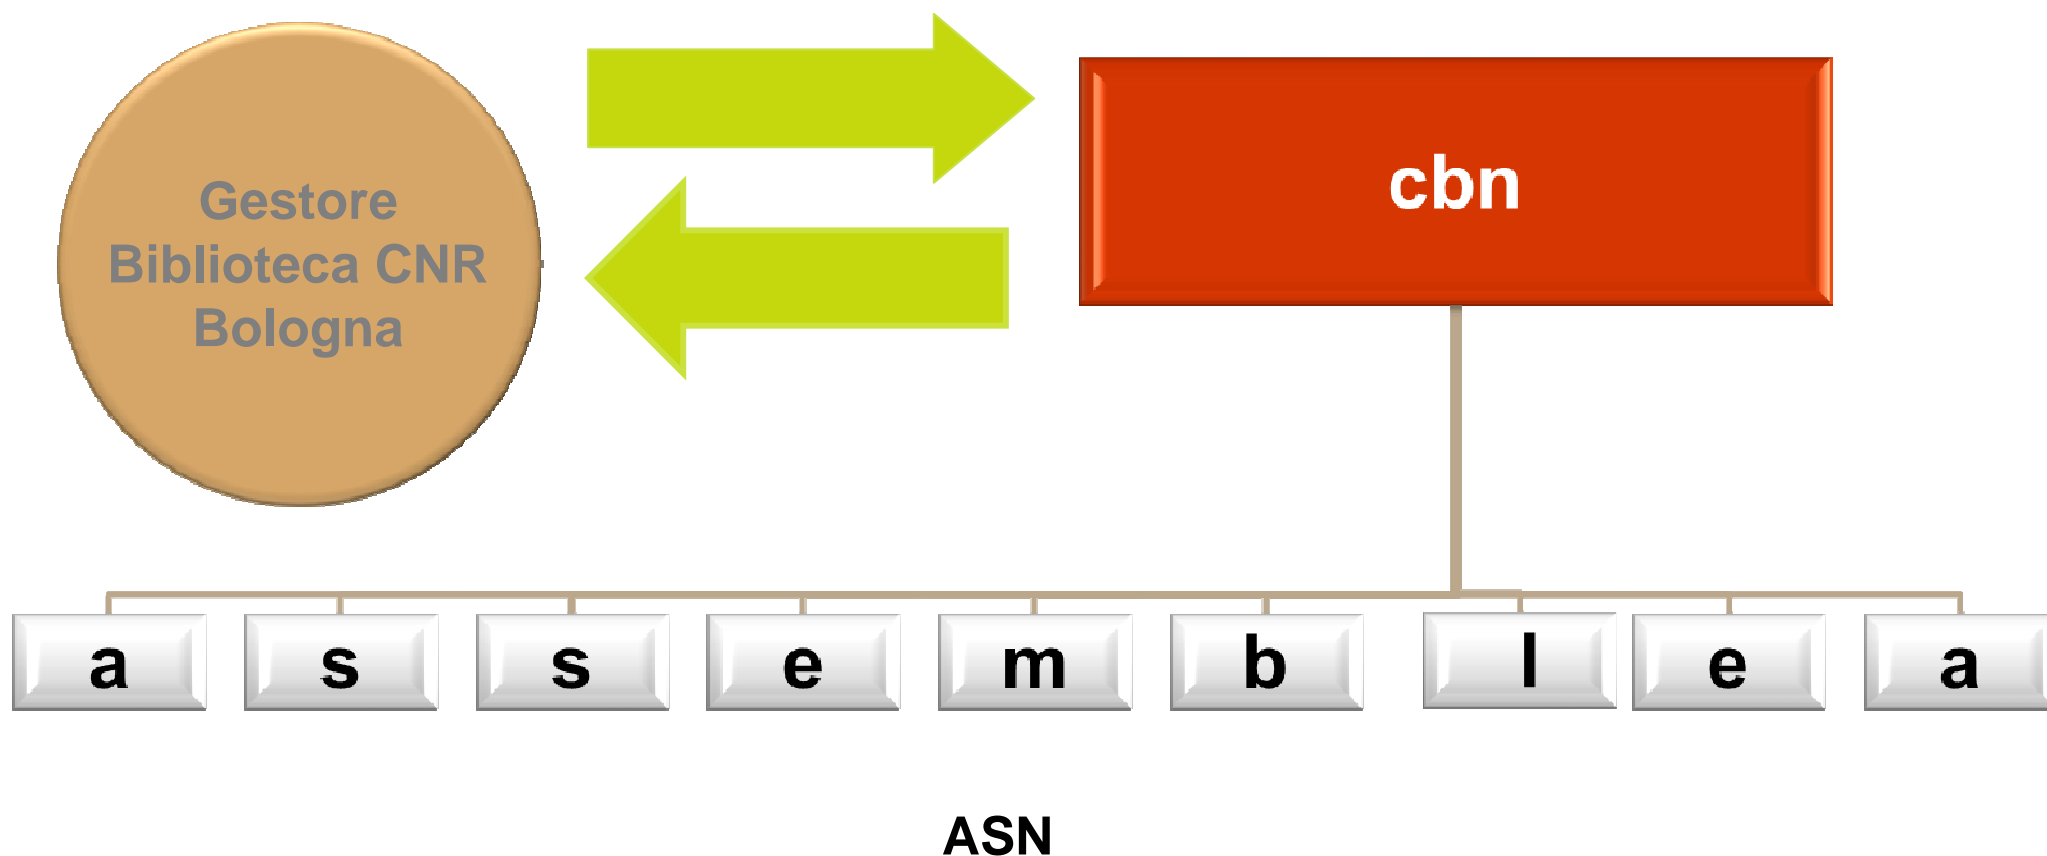 Gestore
Biblioteca CNR
Bologna
cbn
a s s e m b l e a
ASN